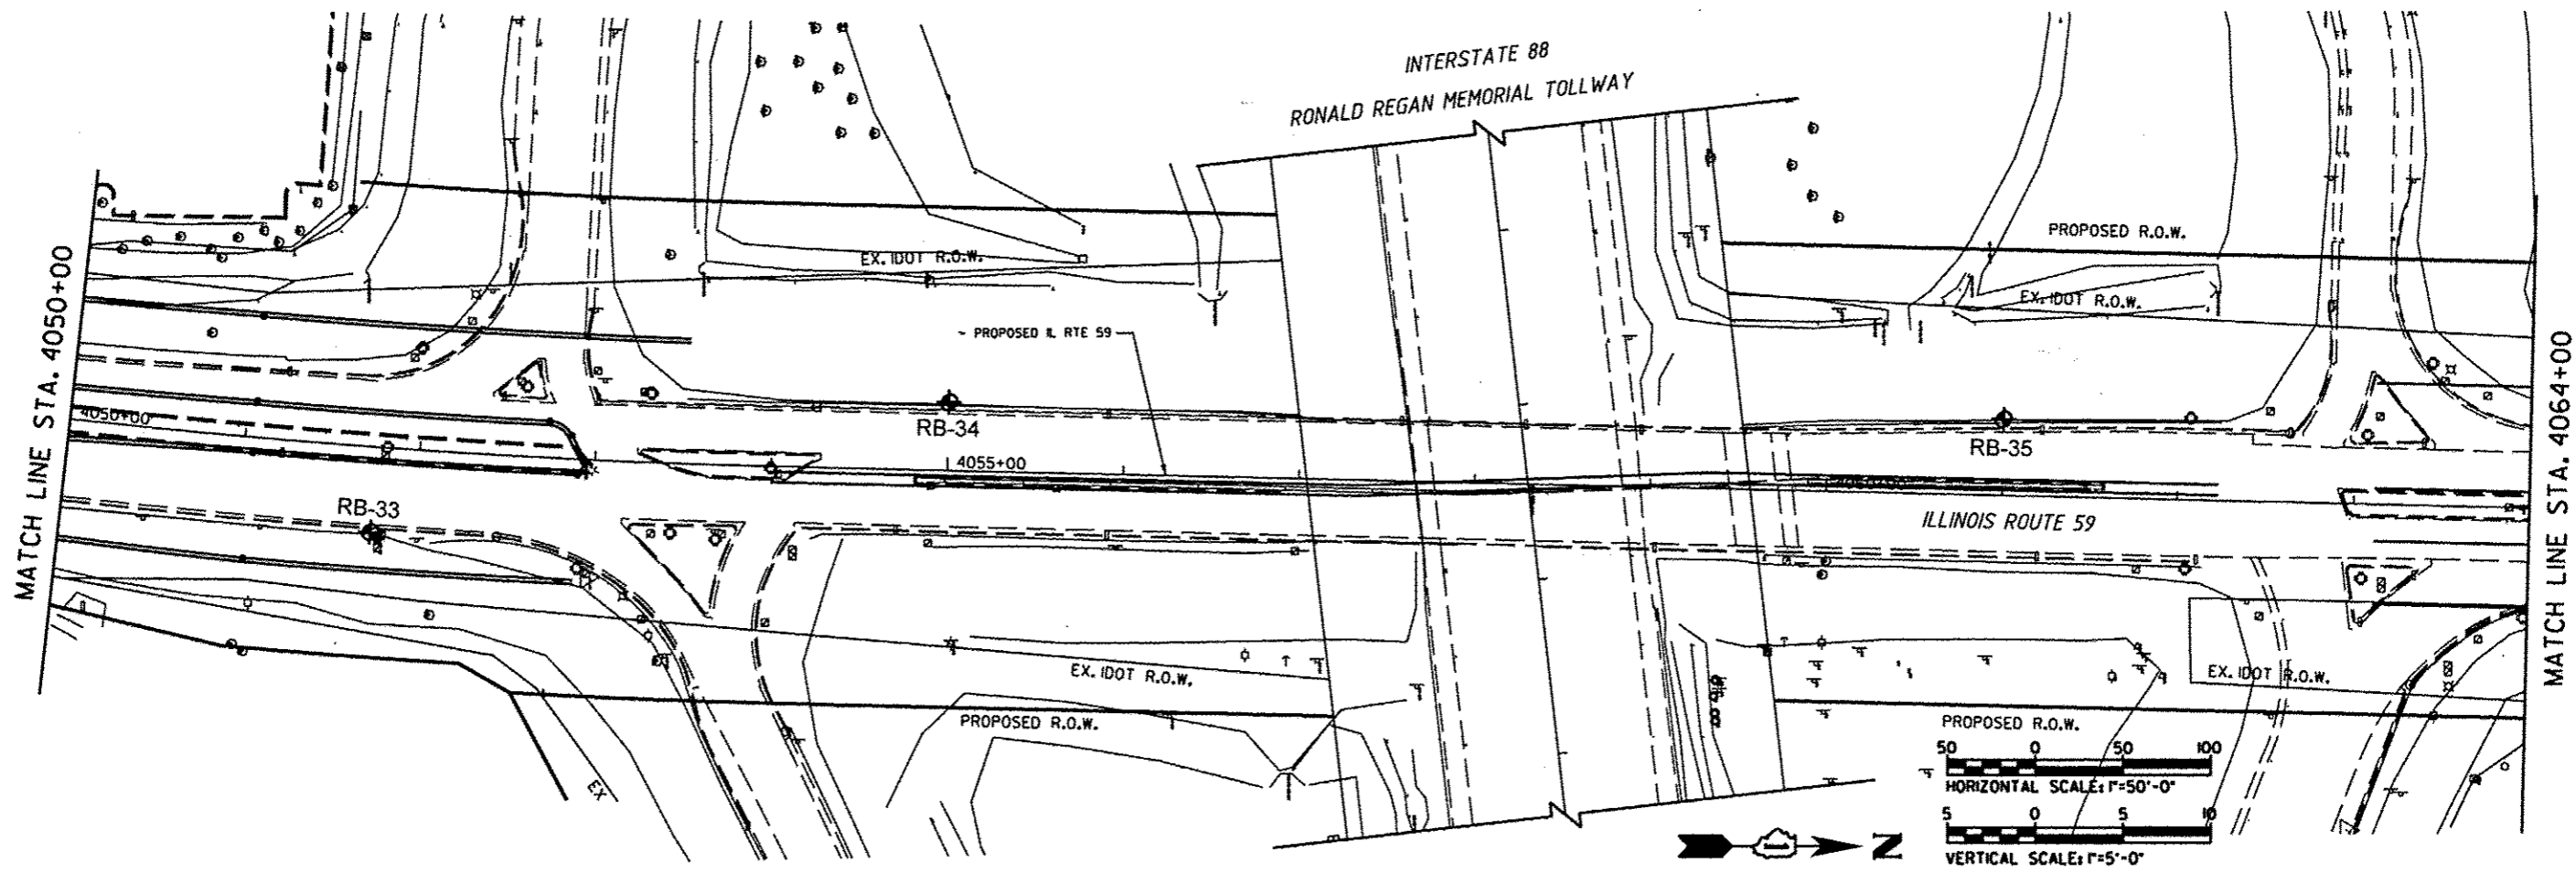 INTERSTATE 88
RONALD REGAN MEMORIAL TOLLWAY
PROPOSED R.O.W.
EX. IDOT R.O.W.
EX. IDOT R.O.W.
PROPOSED IL RTE 59
MATCH LINE STA. 4050+00
MATCH LINE STA. 4064+00
4050+00
RB-34
RB-35
4055+00
4060+00
RB-33
ILLINOIS ROUTE 59
EX. IDOT R.O.W.
EX. IDOT R.O.W.
PROPOSED R.O.W.
PROPOSED R.O.W.
EX
50 0 50 100
HORIZONTAL SCALE: 1"=50'-0"
5 0 5 10
VERTICAL SCALE: 1"=5'-0"
N